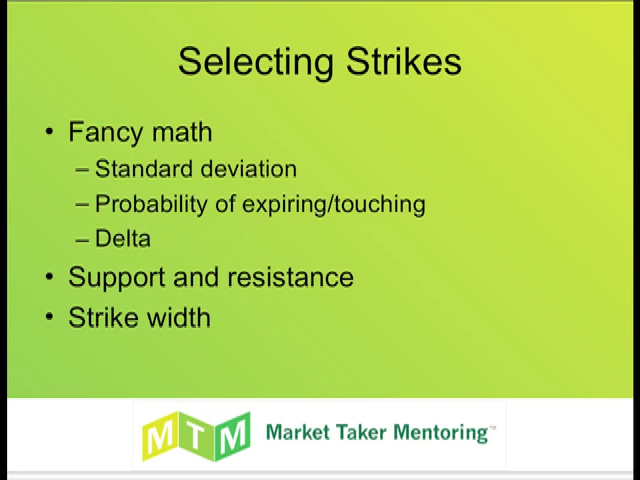 Selecting Strikes
• Fancy math
– Standard deviation
– Probability of expiring/touching
– Delta
• Support and resistance
• Strike width
MTM Market Taker Mentoring™